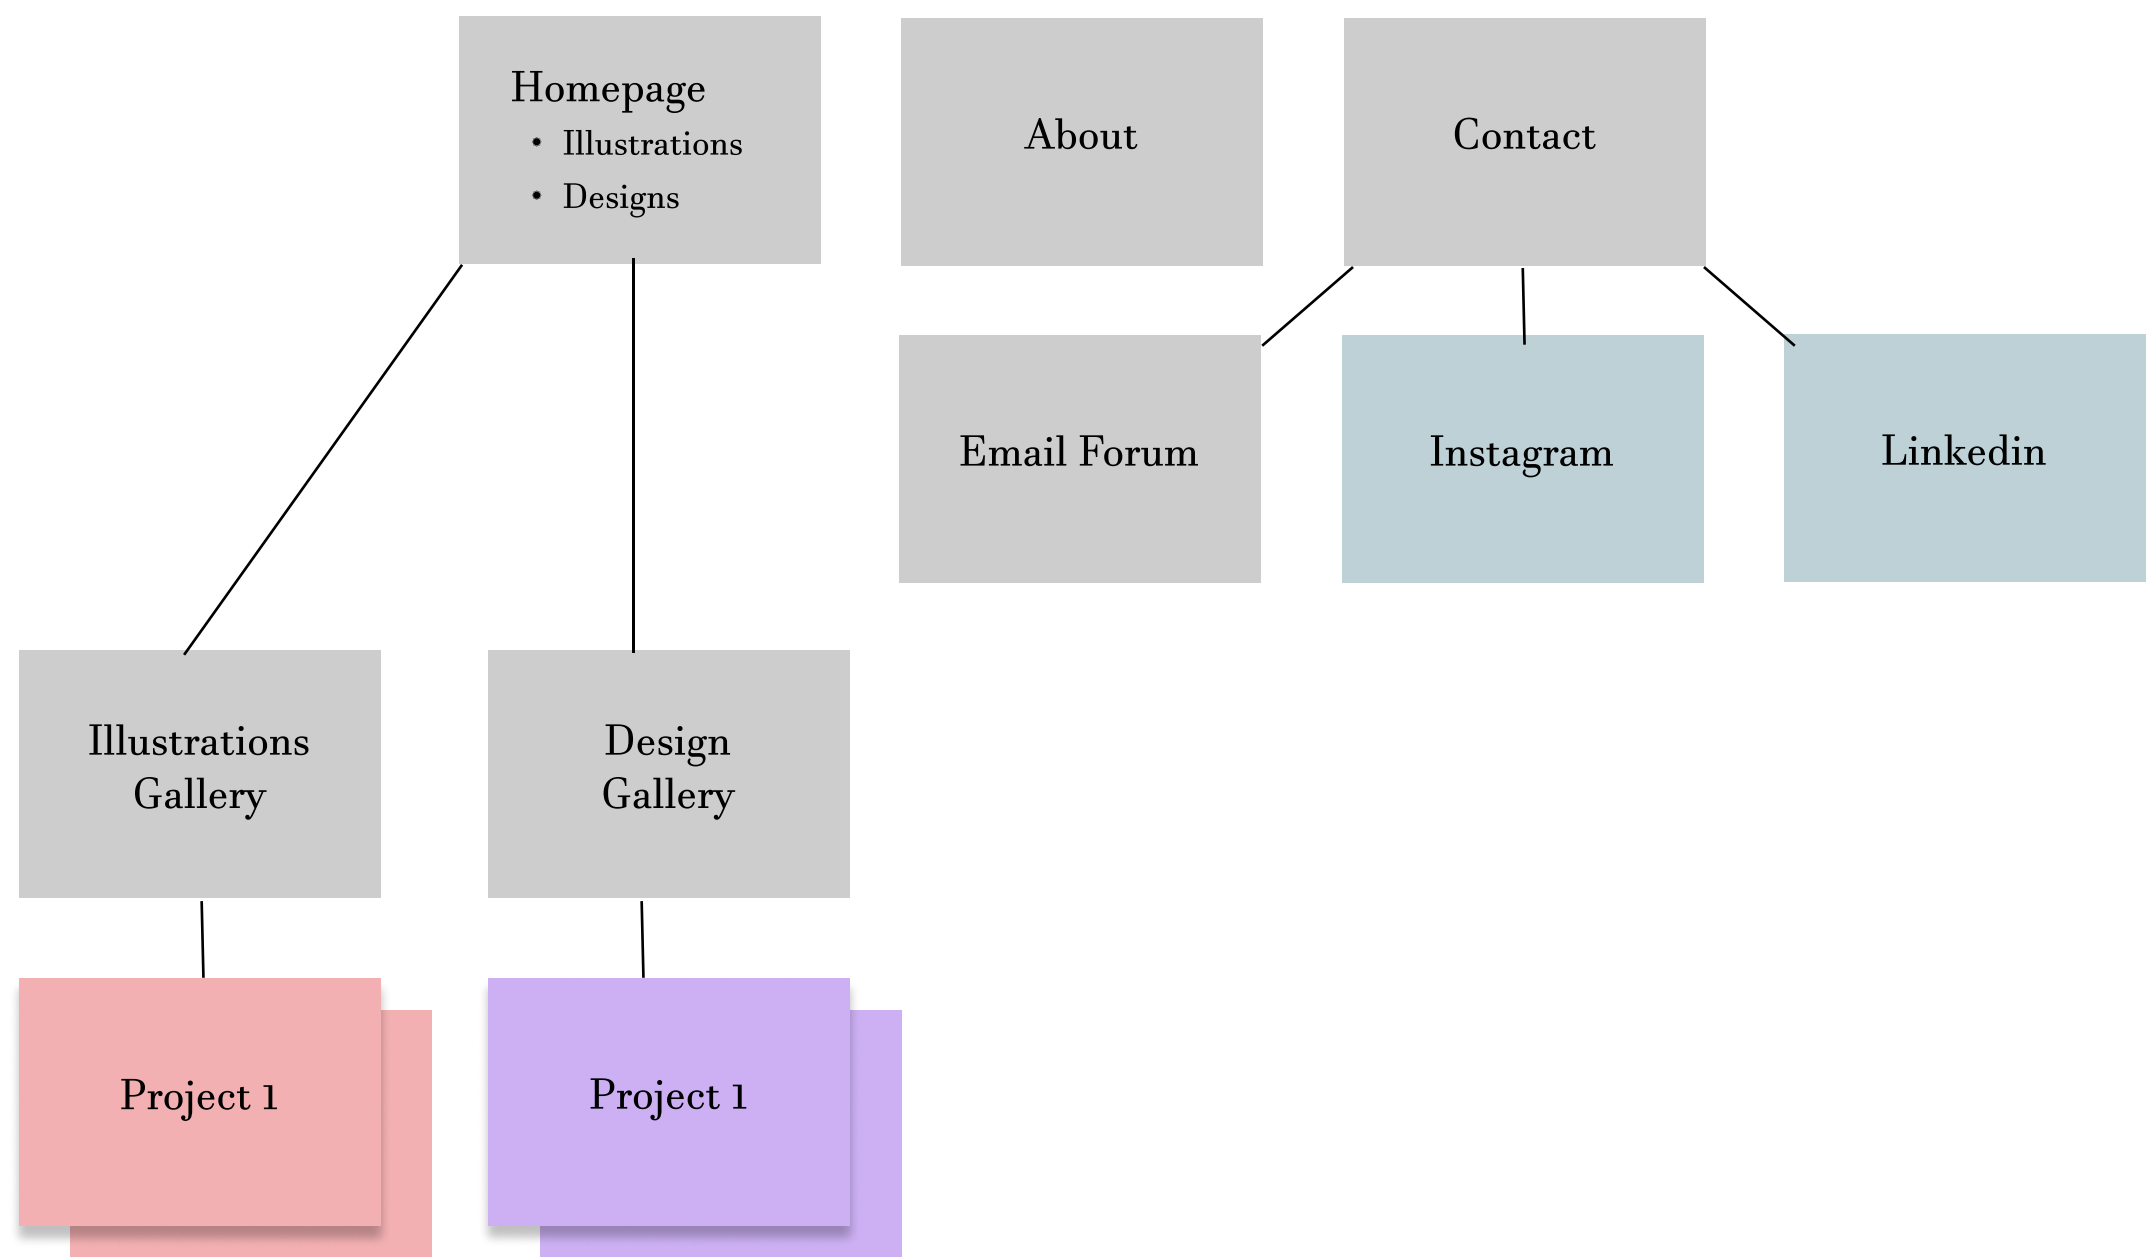 Homepage
• Illustrations
• Designs
About
Contact
Email Forum
Instagram
Linkedin
Illustrations
Gallery
Design
Gallery
Project 1
Project 1